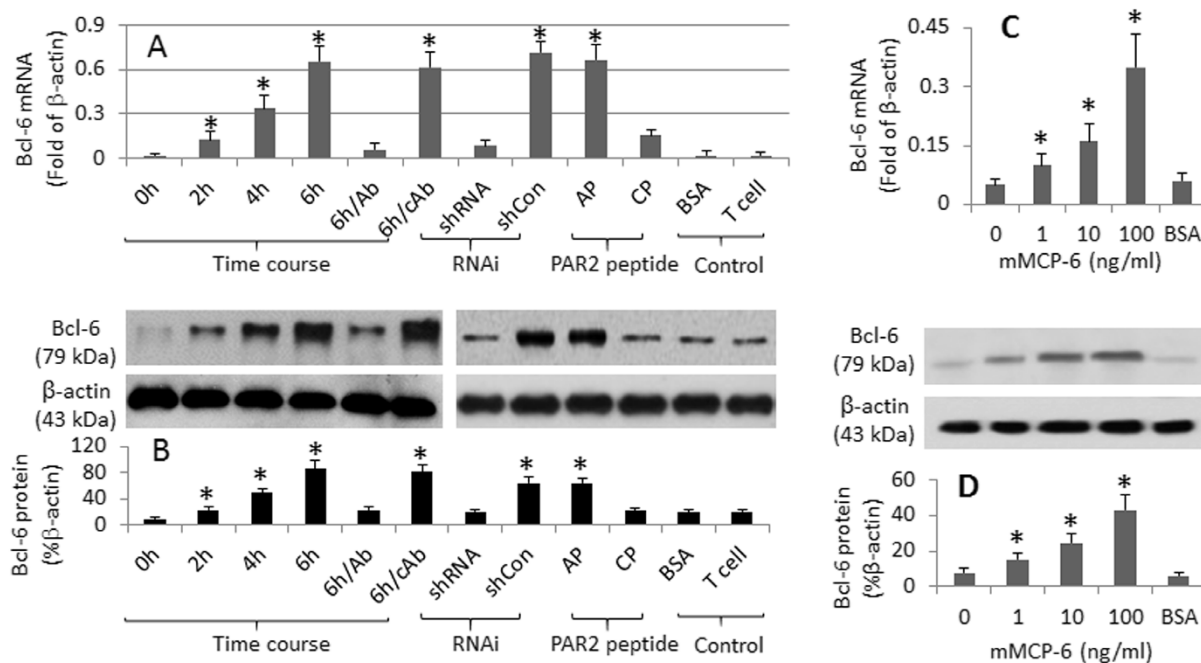 A
Bcl-6 mRNA
(Fold of β-actin)
0.9
0.6
0.3
0
* * * * * *
0h 2h 4h 6h 6h/Ab 6h/cAb shRNA shCon AP CP BSA T cell
Time course RNAi PAR2 peptide Control
Bcl-6
(79 kDa)
β-actin
(43 kDa)
B
Bcl-6 protein
(%β-actin)
120
80
40
0
* * * * * *
0h 2h 4h 6h 6h/Ab 6h/cAb shRNA shCon AP CP BSA T cell
Time course RNAi PAR2 peptide Control
C
Bcl-6 mRNA
(Fold of β-actin)
0.45
0.3
0.15
0
* * *
0 1 10 100 BSA
mMCP-6 (ng/ml)
Bcl-6
(79 kDa)
β-actin
(43 kDa)
D
Bcl-6 protein
(%β-actin)
60
40
20
0
* * *
0 1 10 100 BSA
mMCP-6 (ng/ml)